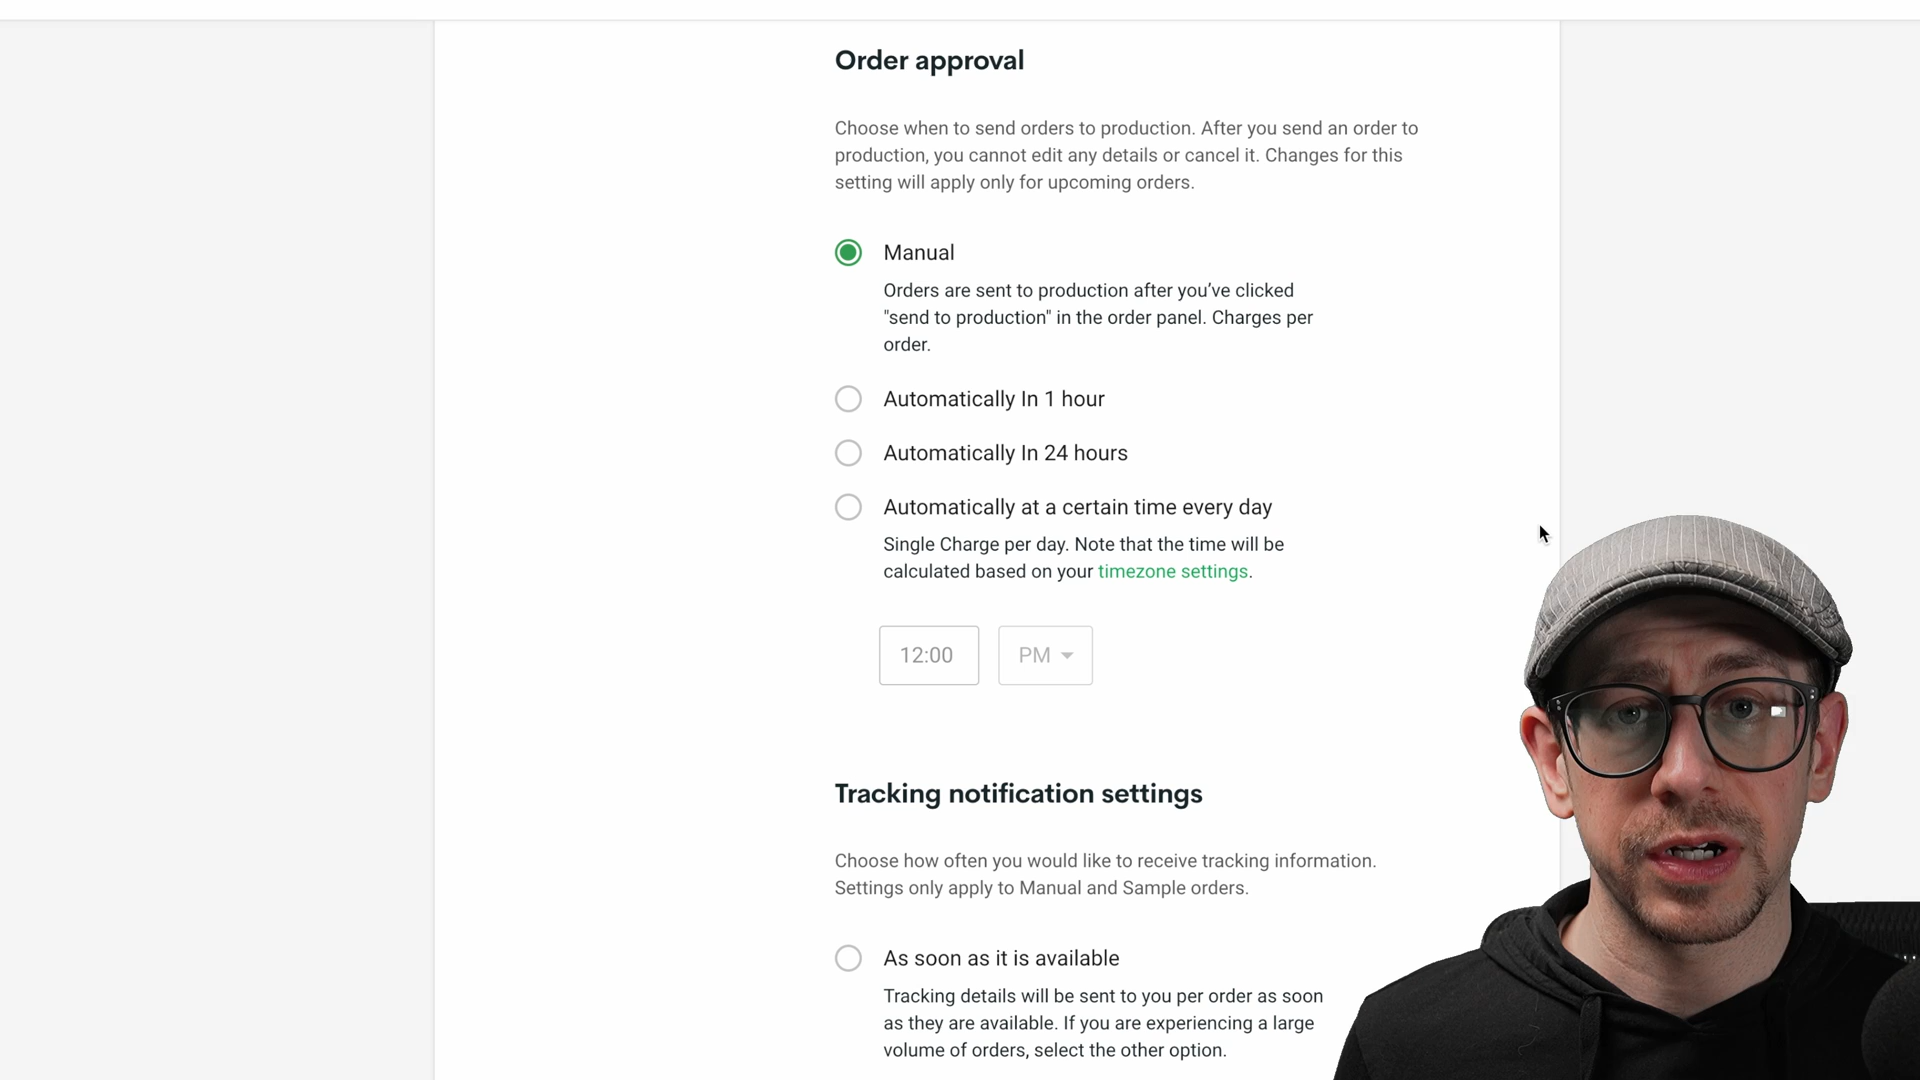 Order approval
Choose when to send orders to production. After you send an order to
production, you cannot edit any details or cancel it. Changes for this
setting will apply only for upcoming orders.
Manual
Orders are sent to production after you’ve clicked
"send to production" in the order panel. Charges per
order.
Automatically In 1 hour
Automatically In 24 hours
Automatically at a certain time every day
Single Charge per day. Note that the time will be
calculated based on your timezone settings.
12:00 PM
Tracking notification settings
Choose how often you would like to receive tracking information.
Settings only apply to Manual and Sample orders.
As soon as it is available
Tracking details will be sent to you per order as soon
as they are available. If you are experiencing a large
volume of orders, select the other option.